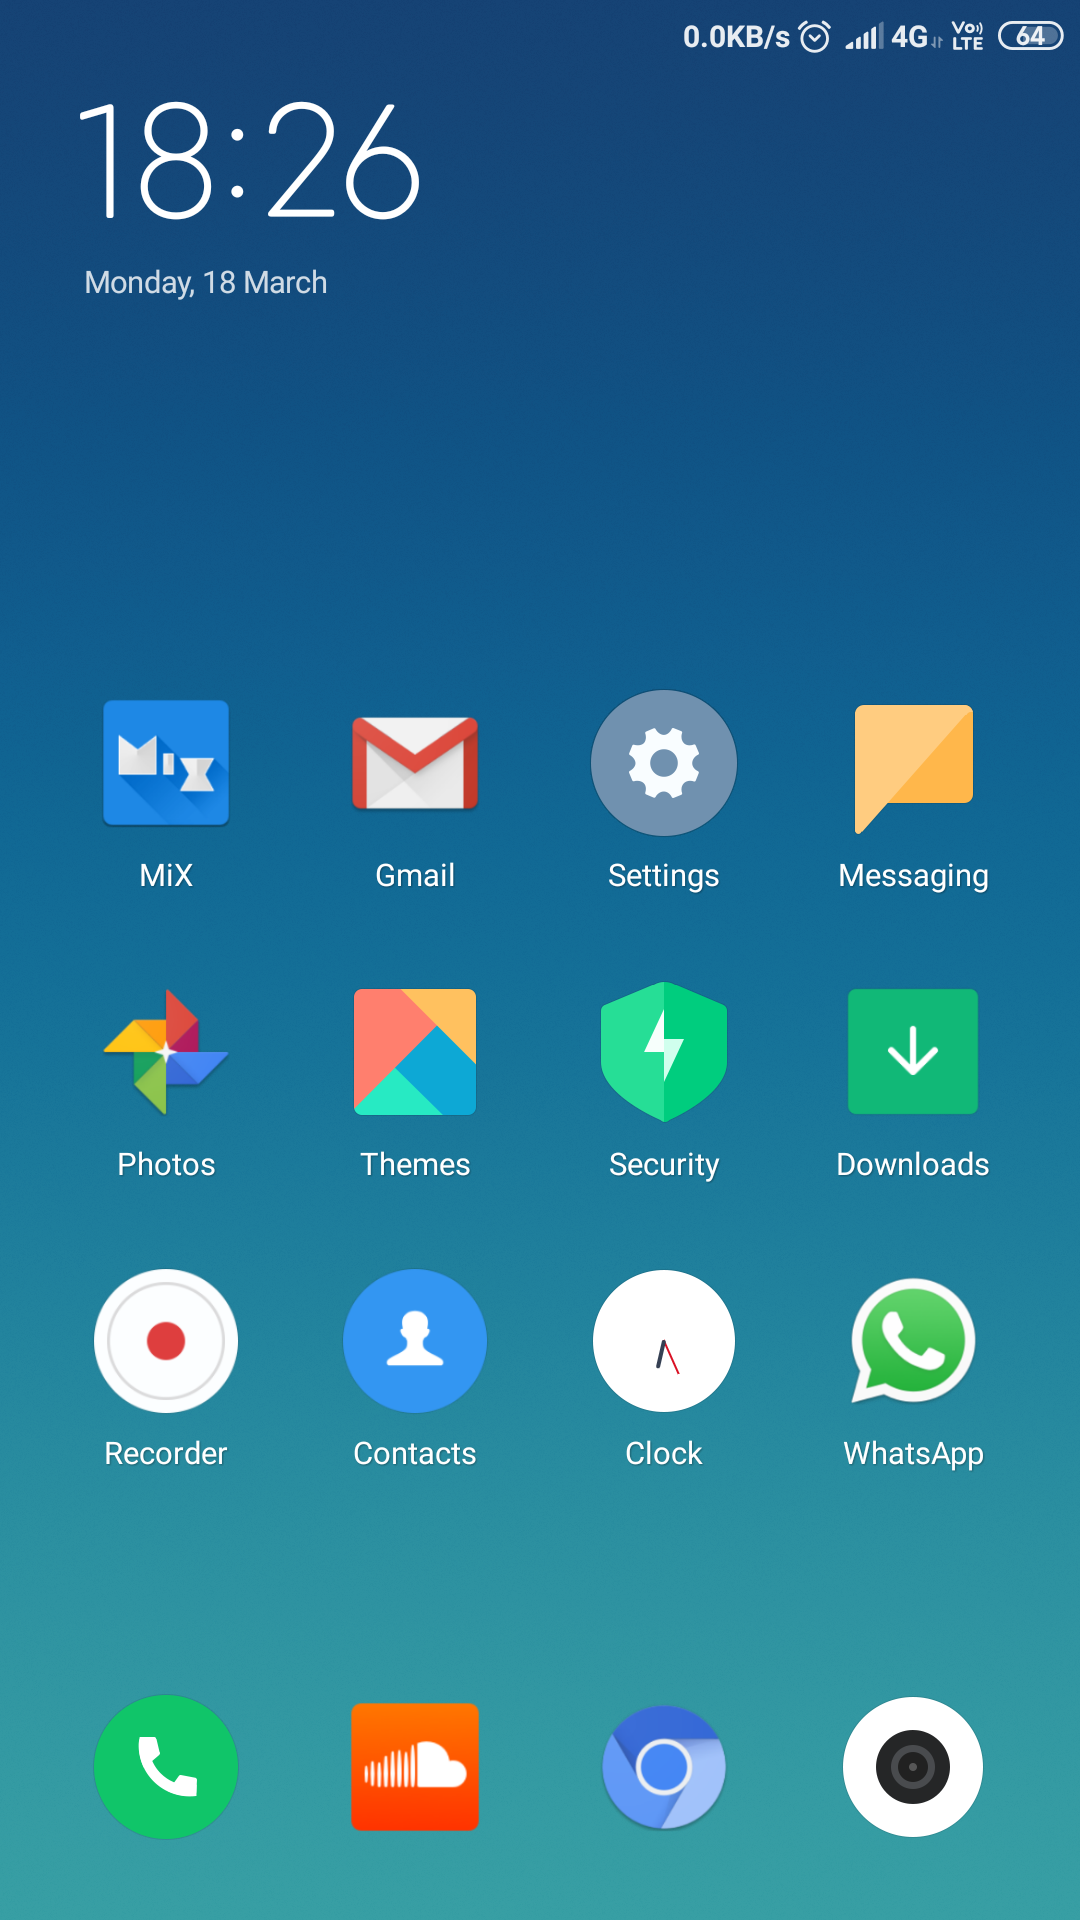 0.0KB/s 4G Vo)) LTE 64
18:26
Monday, 18 March
MiX
MiX Gmail Settings Messaging
Photos Themes Security Downloads
Recorder Contacts Clock WhatsApp